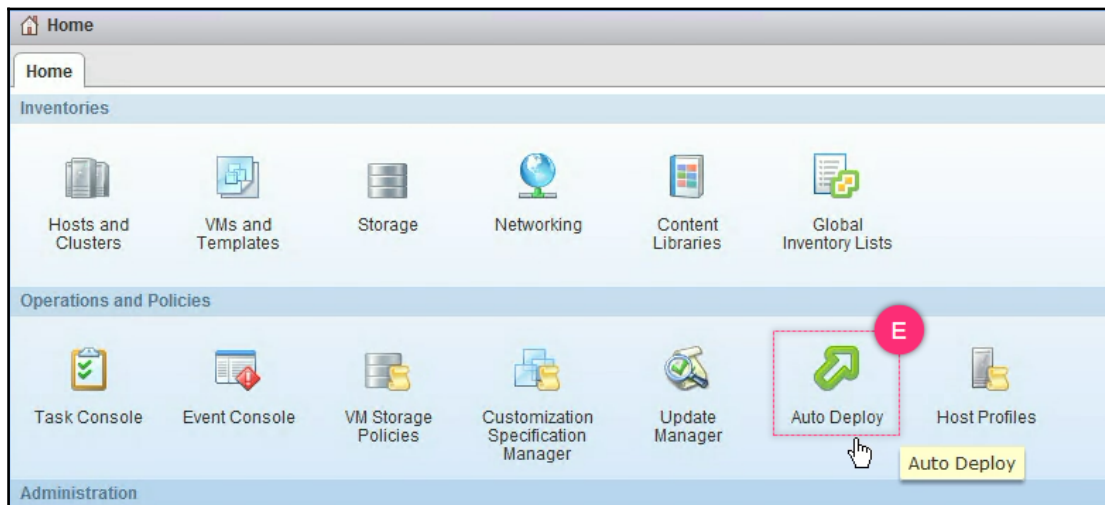 Home
Home
Inventories
Hosts and
Clusters
VMs and
Templates
Storage
Networking
Content
Libraries
Global
Inventory Lists
Operations and Policies
E
Task Console
Event Console
VM Storage
Policies
Customization
Specification
Manager
Update
Manager
Auto Deploy
Host Profiles
Auto Deploy
Administration